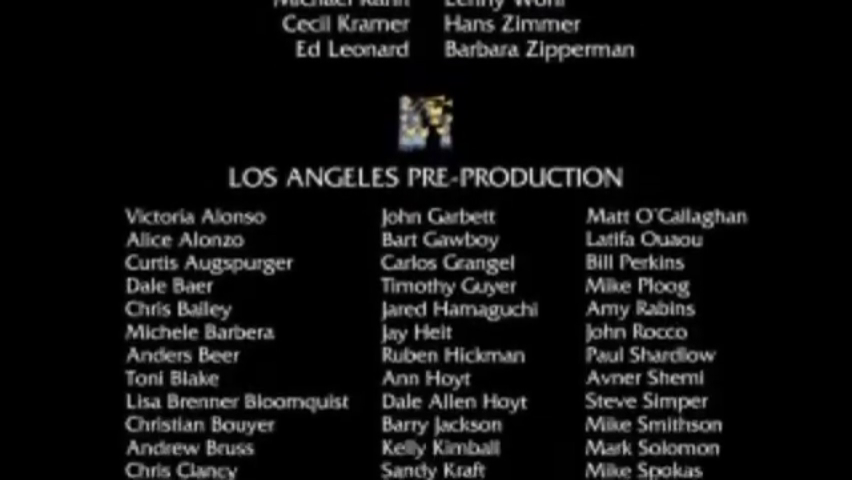 Michael Kahn Lenny Wohl
Cecil Kramer Hans Zimmer
Ed Leonard Barbara Zipperman
LOS ANGELES PRE-PRODUCTION
Victoria Alonso John Garbett Matt O'Callaghan
Alice Alonzo Bart Gawboy Latifa Ouaou
Curtis Augspurger Carlos Grangel Bill Perkins
Dale Baer Timothy Guyer Mike Ploog
Chris Bailey Jared Hamaguchi Amy Rabins
Michele Barbera Jay Heit John Rocco
Anders Beer Ruben Hickman Paul Shardlow
Toni Blake Ann Hoyt Avner Shemi
Lisa Brenner Bloomquist Dale Allen Hoyt Steve Simper
Christian Bouyer Barry Jackson Mike Smithson
Andrew Bruss Kelly Kimball Mark Solomon
Chris Clancy Sandy Kraft Mike Spokas